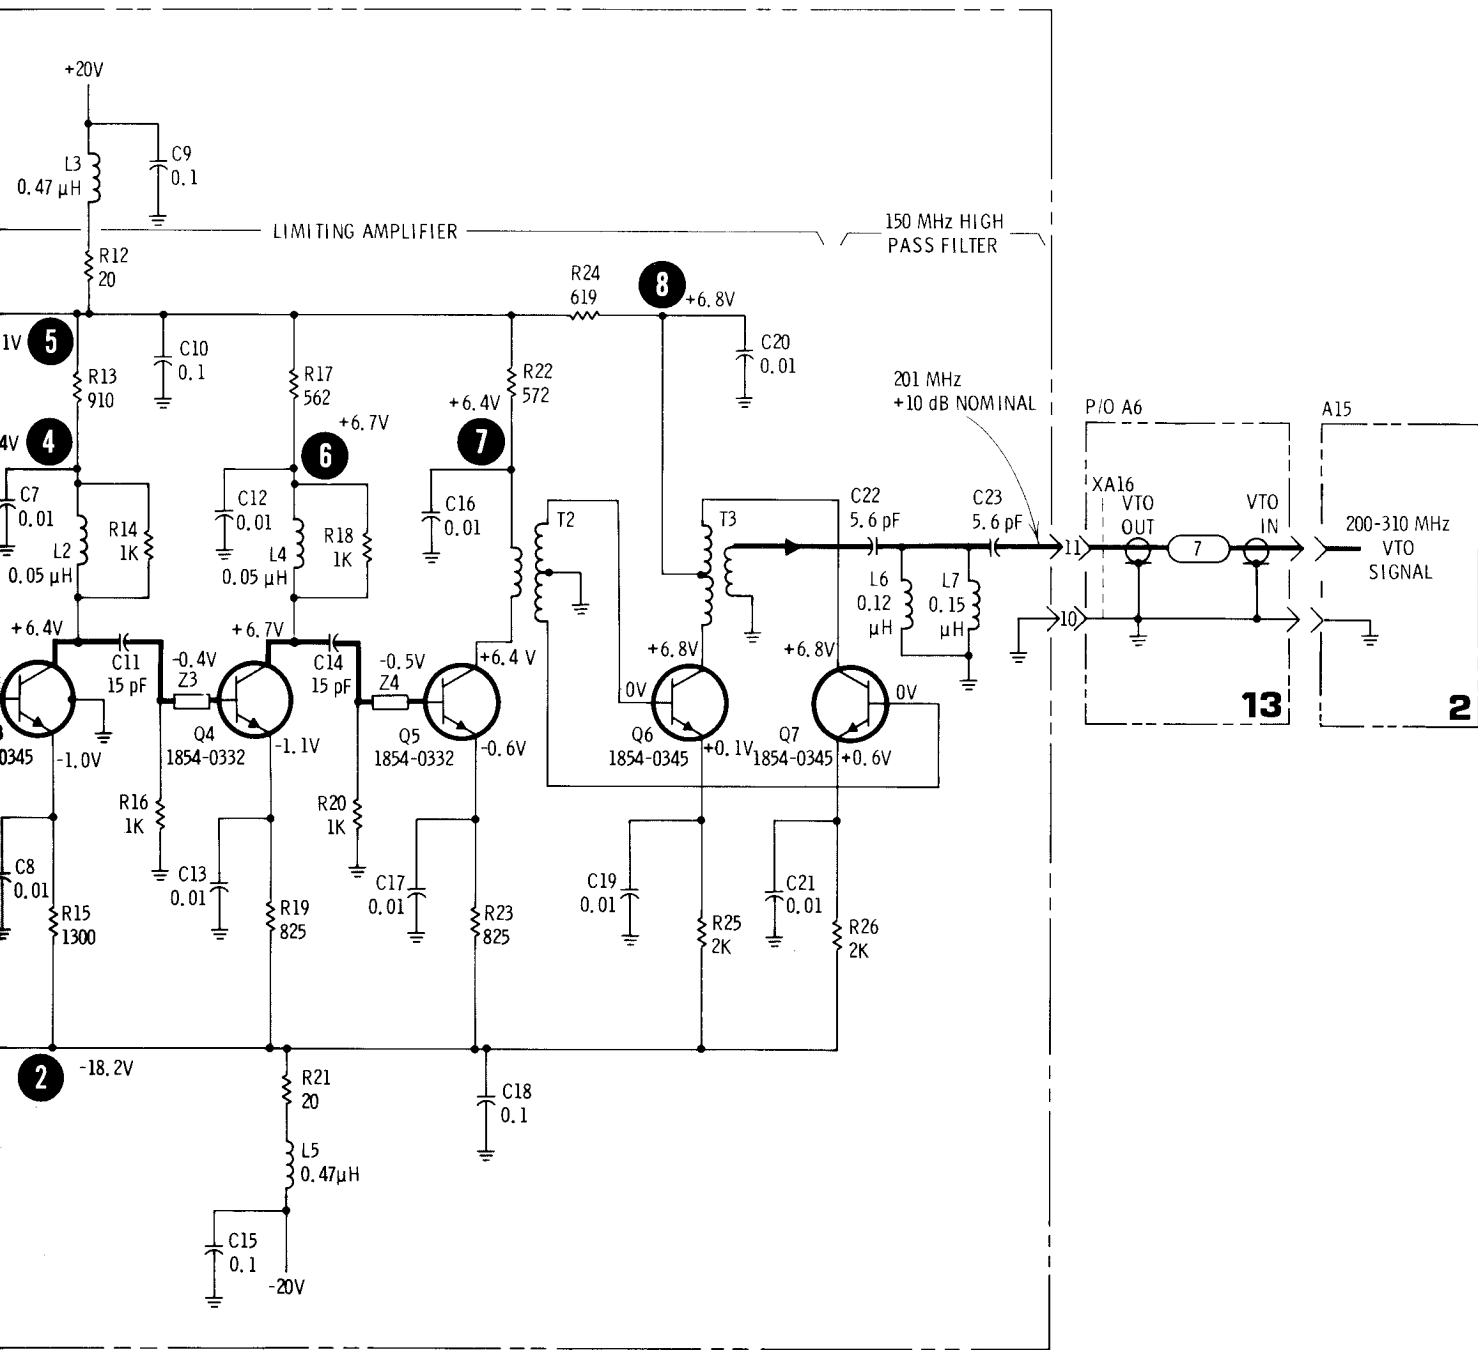 +20V
L3
0.47 µH
C9
0.1
LIMITING AMPLIFIER
150 MHz HIGH
PASS FILTER
R12
20
R24
619
8
+6.8V
1V
5
C10
0.1
C20
0.01
R13
910
R17
562
R22
572
201 MHz
+10 dB NOMINAL
+6.4V
+6.7V
P/O A6
A15
4V
4
6
7
C7
0.01
R14
1K
L2
0.05 µH
C12
0.01
R18
1K
L4
0.05 µH
C16
0.01
T2
T3
C22
5.6 pF
C23
5.6 pF
XA16
VTO
OUT
VTO
IN
11
7
200-310 MHz
VTO
SIGNAL
L6
0.12
µH
L7
0.15
µH
10
+6.4V
C11
15 pF
-0.4V
Z3
+6.7V
C14
15 pF
-0.5V
Z4
+6.4 V
+6.8V
+6.8V
0V
0V
13
2
0345
-1.0V
Q4
1854-0332
-1.1V
Q5
1854-0332
-0.6V
Q6
1854-0345
+0.1V
Q7
1854-0345
+0.6V
R16
1K
R20
1K
C8
0.01
C13
0.01
C17
0.01
C19
0.01
C21
0.01
R15
1300
R19
825
R23
825
R25
2K
R26
2K
2
-18.2V
R21
20
C18
0.1
L5
0.47µH
C15
0.1
-20V